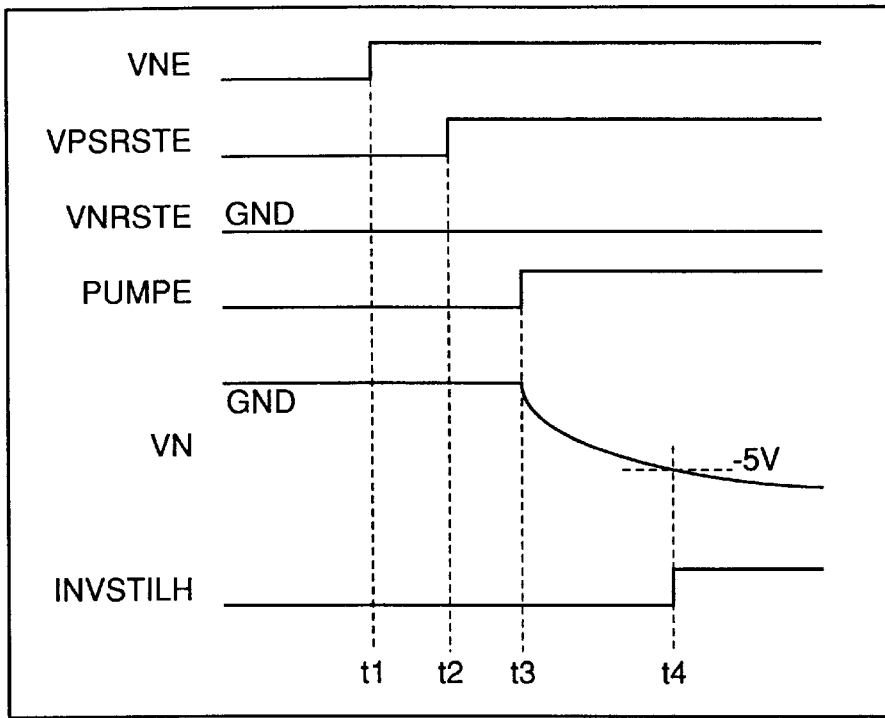 VNE
VPSRSTE
VNRSTE GND
PUMPE
GND
VN
-5V
INVSTILH
t1 t2 t3 t4